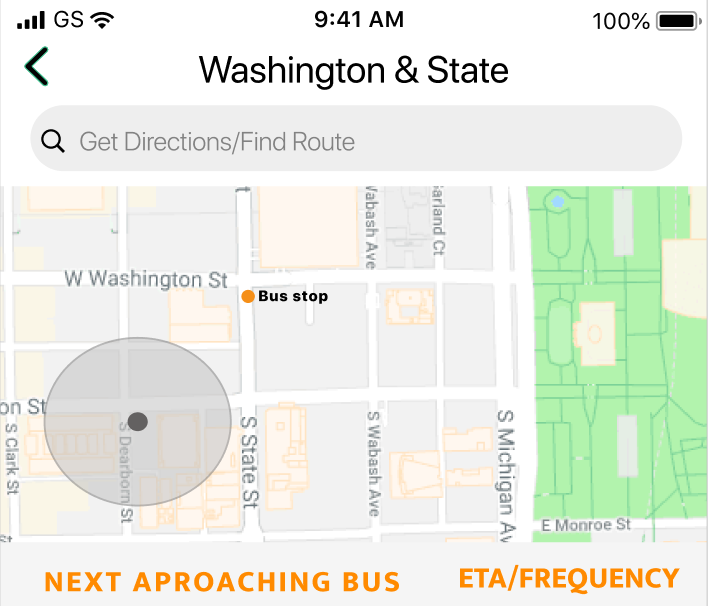 GS 9:41 AM 100%
Washington & State
Get Directions/Find Route
Wabash Ave
Garland Ct
W Washington St
Bus stop
on St
S Clark St
S Dearborn St
S State St
S Wabash Ave
S Michigan Av
E Monroe St
NEXT APROACHING BUS
ETA/FREQUENCY